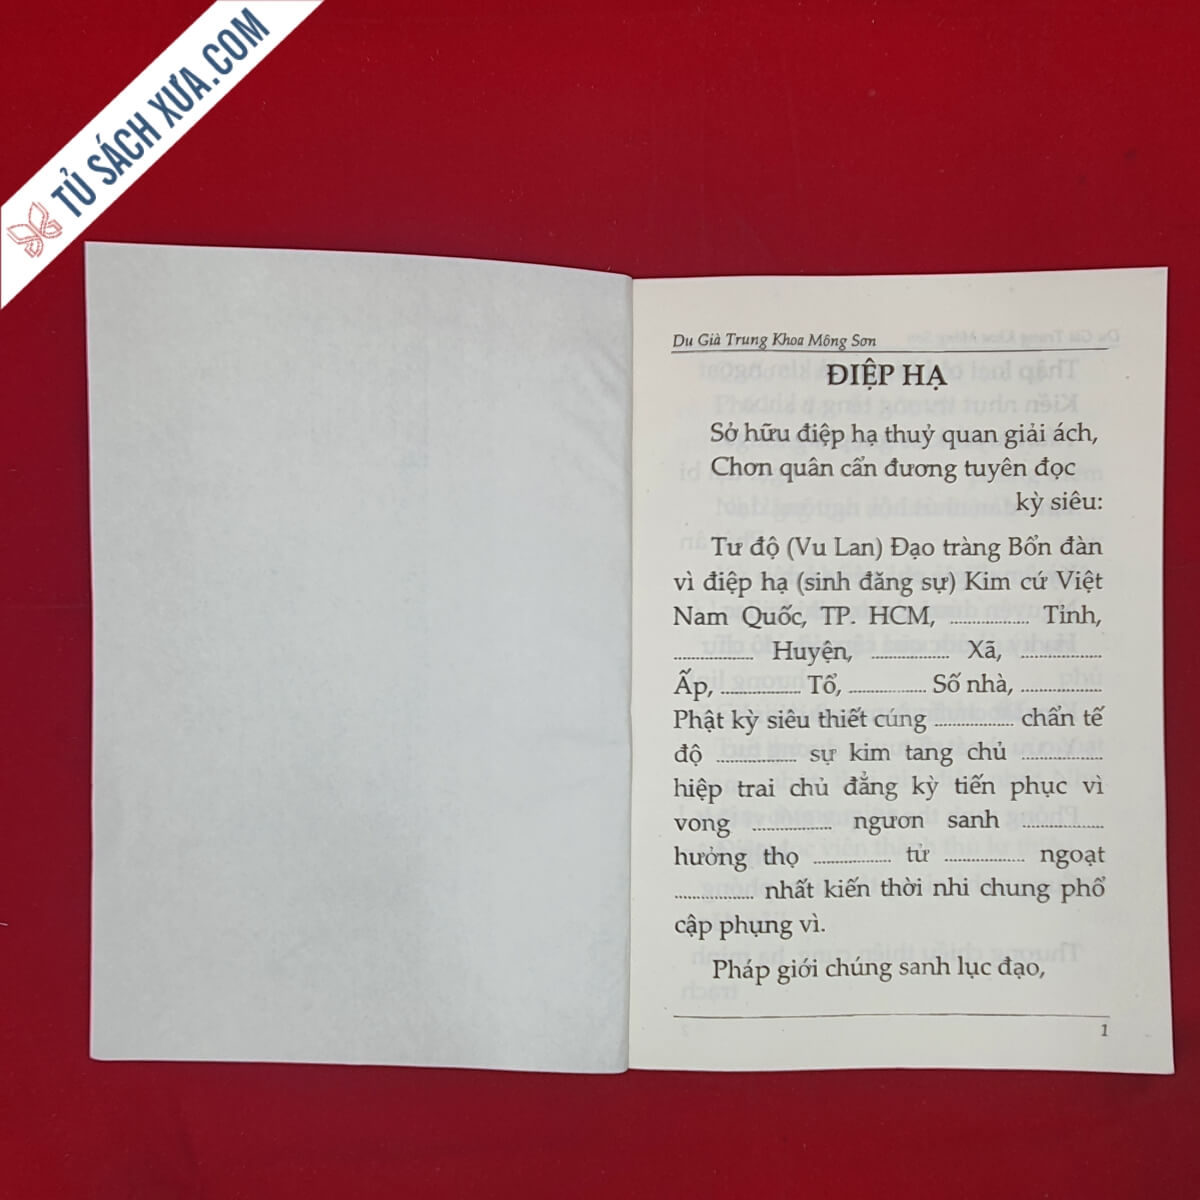 TỦ SÁCH XƯA.COM
Du Già Trung Khoa Mông Sơn
ĐIỆP HẠ
Sở hữu điệp hạ thuỷ quan giải ách,
Chơn quân cẩn đương tuyên đọc
kỳ siêu:
Tư độ (Vu Lan) Đạo tràng Bổn đàn
vì điệp hạ (sinh đăng sự) Kim cứ Việt
Nam Quốc, TP. HCM, .................. Tỉnh,
.................. Huyện, .................. Xã, ..................
Ấp, .................. Tổ, .................. Số nhà, ..................
Phật kỳ siêu thiết cúng .................. chẩn tế
độ .................. sự kim tang chủ ..................
hiệp trai chủ đẳng kỳ tiến phục vì
vong .................. ngươn sanh ..................
hưởng thọ .................. tử .................. ngoạt
.................. nhất kiến thời nhi chung phổ
cập phụng vì.
Pháp giới chúng sanh lục đạo,
1